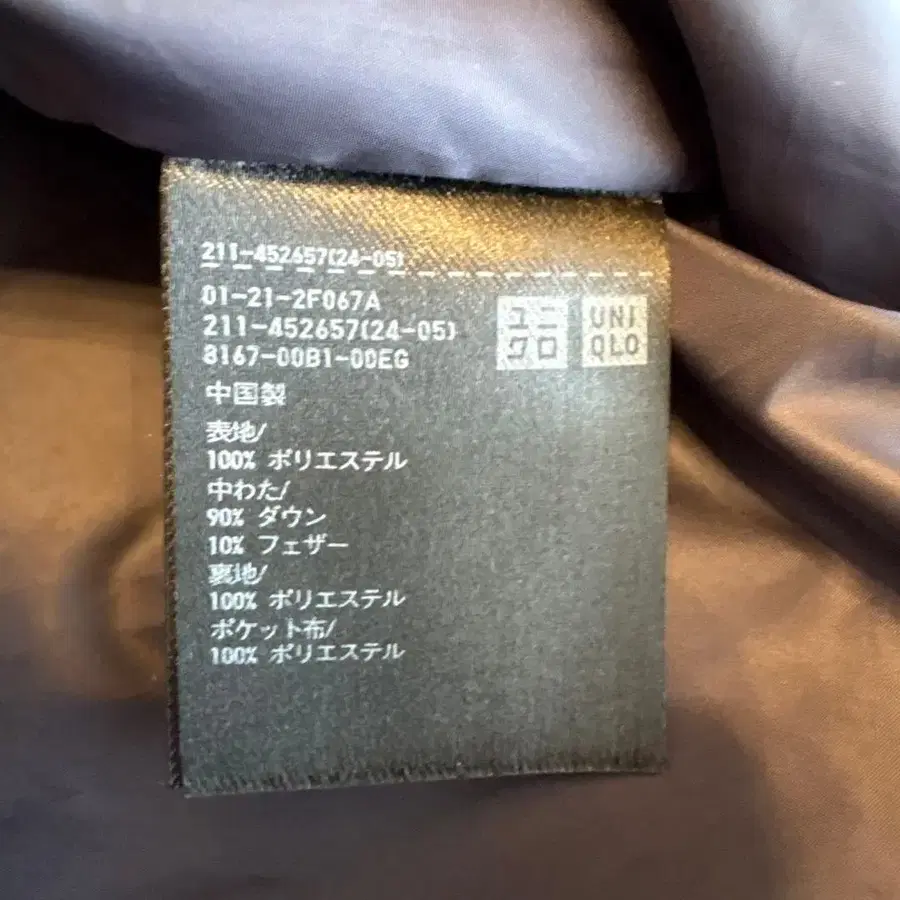 211-452657(24-05)
01-21-2F067A
211-452657(24-05)
8167-00B1-00EG
ユニ
クロ
UNI
QLO
中国製
表地/
100% ポリエステル
中わた/
90% ダウン
10% フェザー
裏地/
100% ポリエステル
ポケット布/
100% ポリエステル